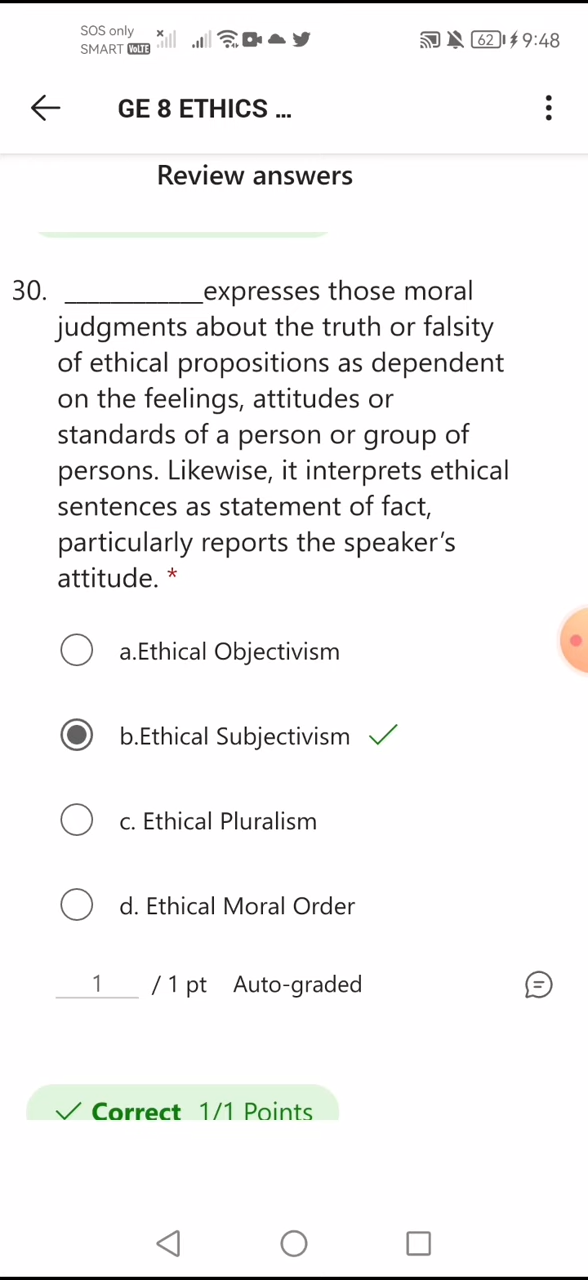 SOS only
SMART VoLTE
62 9:48
GE 8 ETHICS ...
Review answers
30. ____________expresses those moral
judgments about the truth or falsity
of ethical propositions as dependent
on the feelings, attitudes or
standards of a person or group of
persons. Likewise, it interprets ethical
sentences as statement of fact,
particularly reports the speaker’s
attitude. *
a.Ethical Objectivism
b.Ethical Subjectivism
c. Ethical Pluralism
d. Ethical Moral Order
1 / 1 pt Auto-graded
Correct 1/1 Points